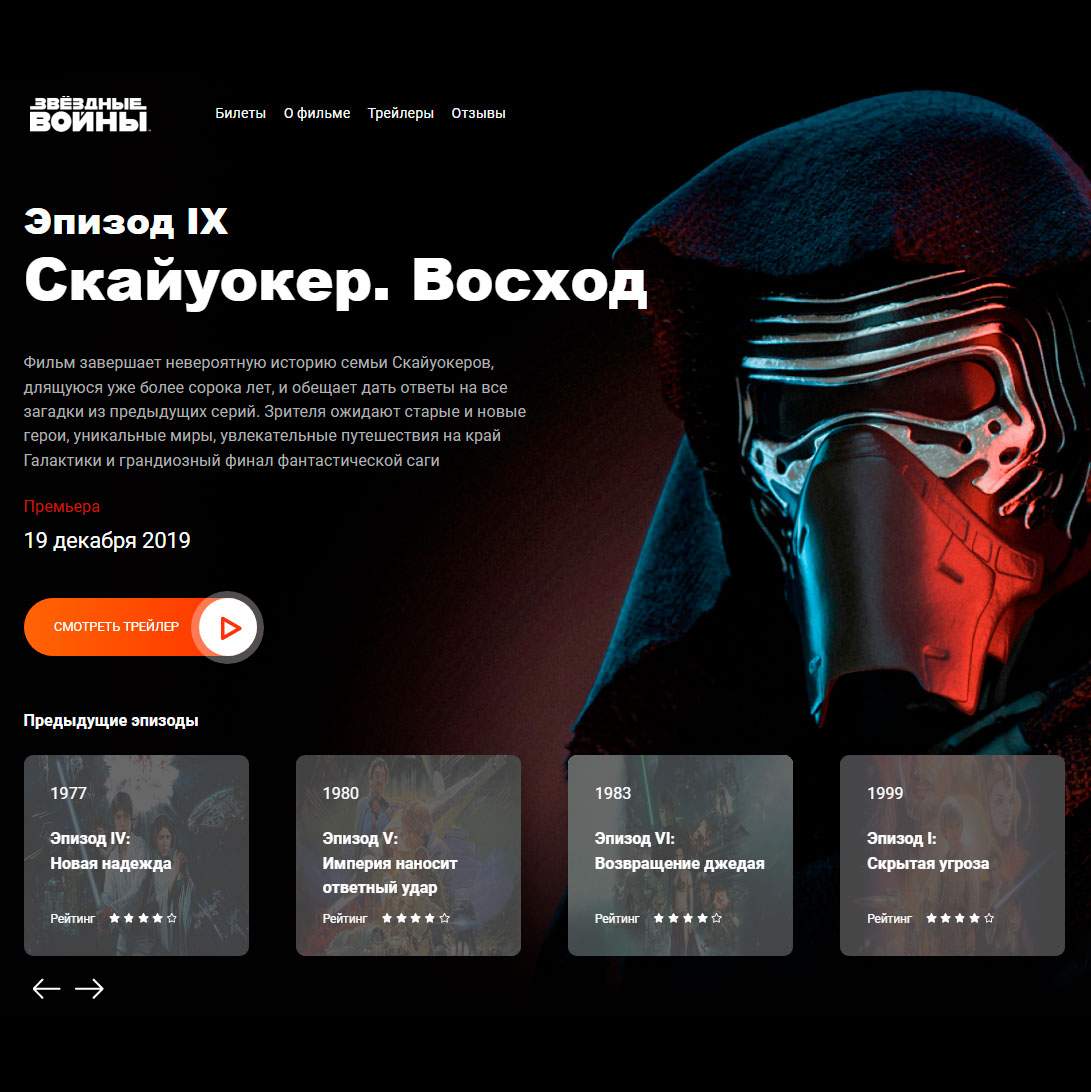 ЗВЁЗДНЫЕ
ВОЙНЫ
Билеты О фильме Трейлеры Отзывы
Эпизод IX
Скайуокер. Восход
Фильм завершает невероятную историю семьи Скайуокеров,
длящуюся уже более сорока лет, и обещает дать ответы на все
загадки из предыдущих серий. Зрителя ожидают старые и новые
герои, уникальные миры, увлекательные путешествия на край
Галактики и грандиозный финал фантастической саги
Премьера
19 декабря 2019
СМОТРЕТЬ ТРЕЙЛЕР
Предыдущие эпизоды
1977
Эпизод IV:
Новая надежда
Рейтинг
1980
Эпизод V:
Империя наносит
ответный удар
Рейтинг
1983
Эпизод VI:
Возвращение джедая
Рейтинг
1999
Эпизод I:
Скрытая угроза
Рейтинг